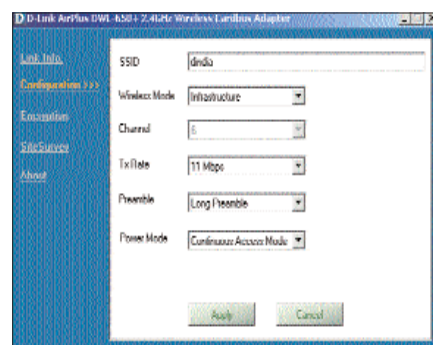 D D-Link AirPlus DWL-650+ 2.4GHz Wireless Cardbus Adapter
Link Info.
Configuration >>>
Encryption
SiteSurvey
About
SSID dindia
Wireless Mode Infrastructure
Channel 6
Tx Rate 11 Mbps
Preamble Long Preamble
Power Mode Continuous Access Mode
Apply Cancel